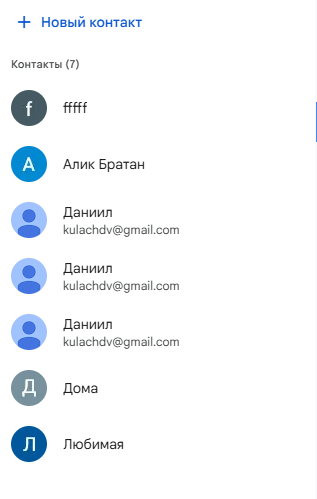 + Новый контакт
Контакты (7)
f
fffff
А
Алик Братан
Даниил
kulachdv@gmail.com
Даниил
kulachdv@gmail.com
Даниил
kulachdv@gmail.com
Д
Дома
Л
Любимая